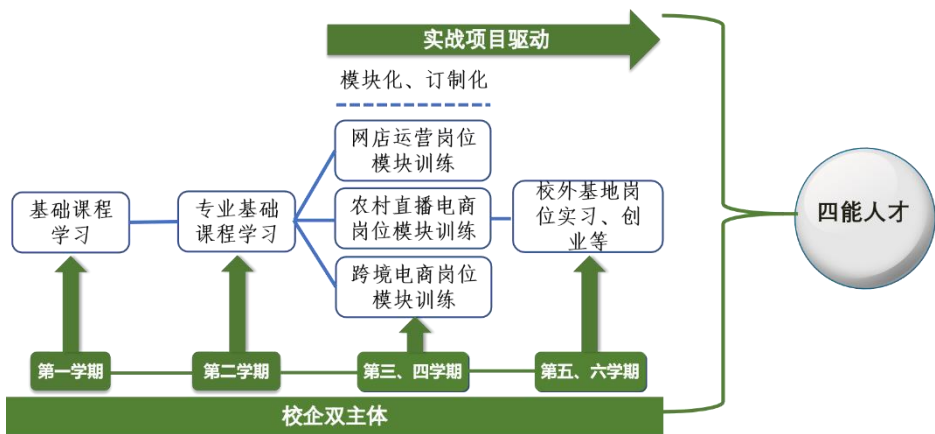 实战项目驱动
模块化、订制化
网店运营岗位
模块训练
基础课程
学习
专业基础
课程学习
农村直播电商
岗位模块训练
校外基地岗
位实习、创
业等
跨境电商岗位
模块训练
四能人才
第一学期
第二学期
第三、四学期
第五、六学期
校企双主体